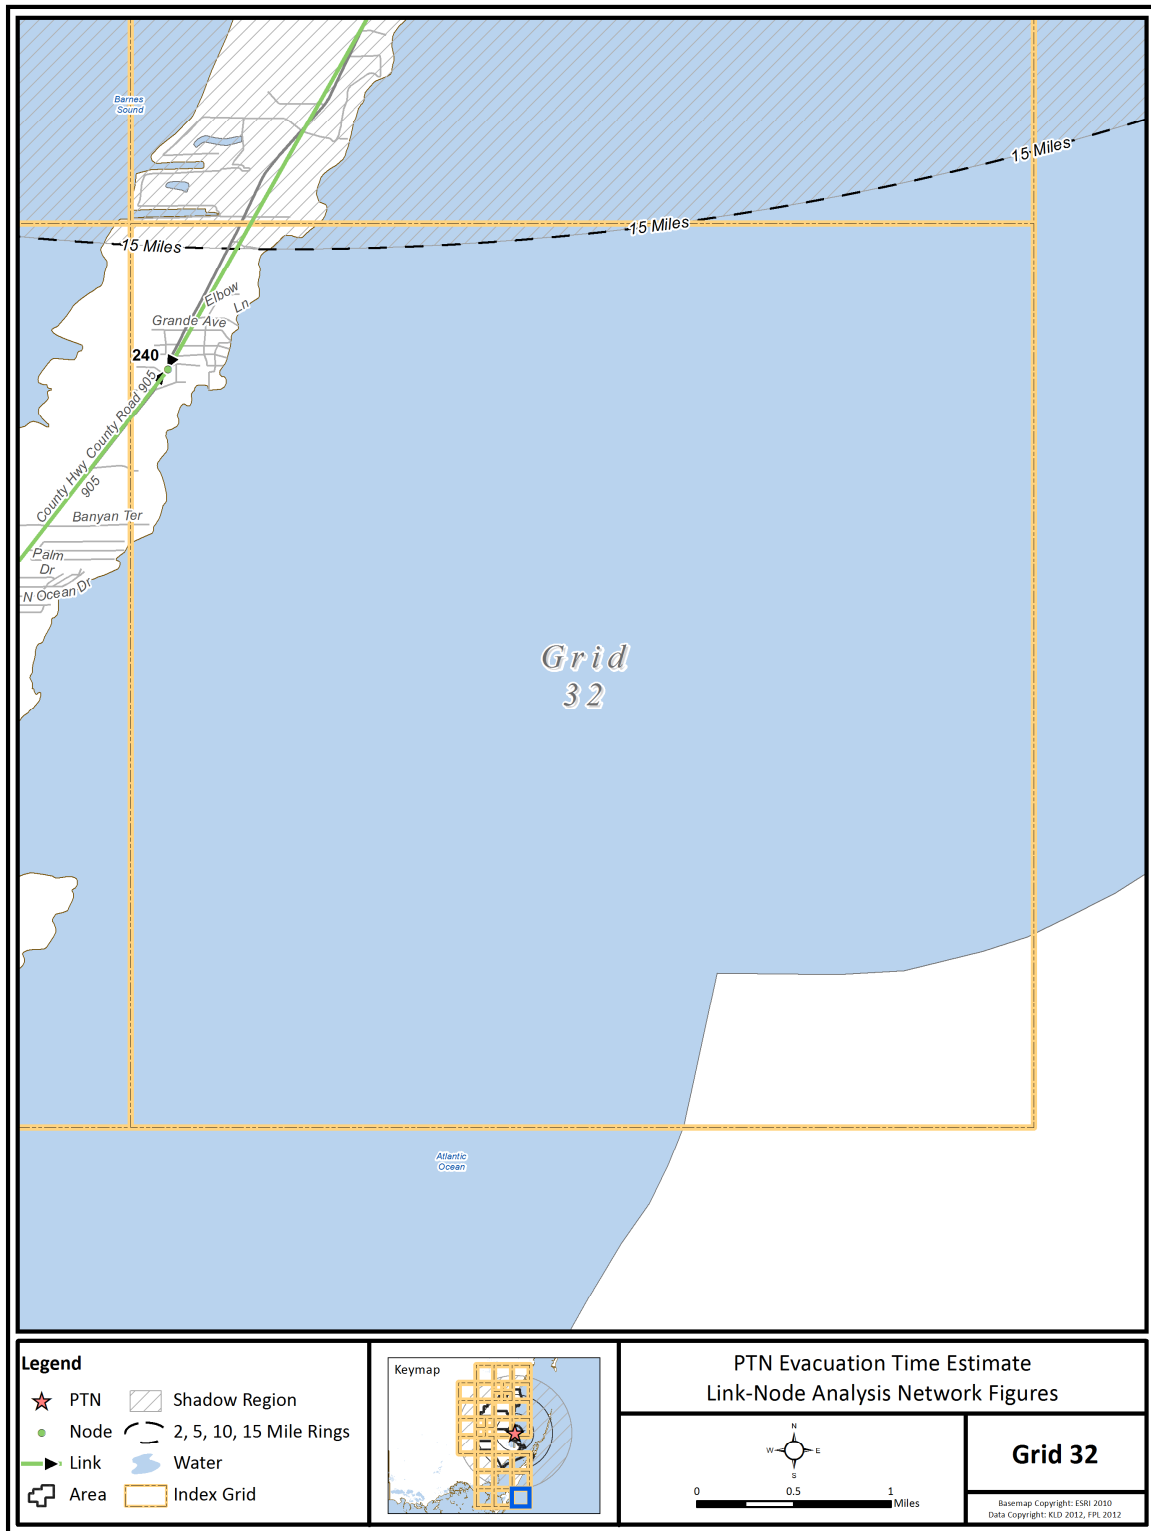 Barnes
Sound
15 Miles
15 Miles
15 Miles
Elbow
Ln
Grande Ave
240
County Hwy County Road 905
905
Banyan Ter
Palm
Dr
N Ocean Dr
Grid
32
Atlantic
Ocean
Legend
PTN
Shadow Region
Node
2, 5, 10, 15 Mile Rings
Link
Water
Area
Index Grid
Keymap
PTN Evacuation Time Estimate
Link-Node Analysis Network Figures
N
W E
S
0 0.5 1
Miles
Grid 32
Basemap Copyright: ESRI 2010
Data Copyright: KLD 2012, FPL 2012